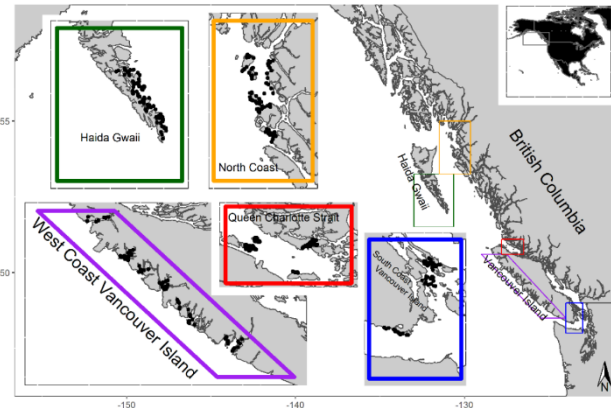 Haida Gwaii
North Coast
Queen Charlotte Strait
West Coast Vancouver Island
South Coast
Vancouver Island
British Columbia
Haida Gwaii
Vancouver Island
55
50
-150
-140
-130
N